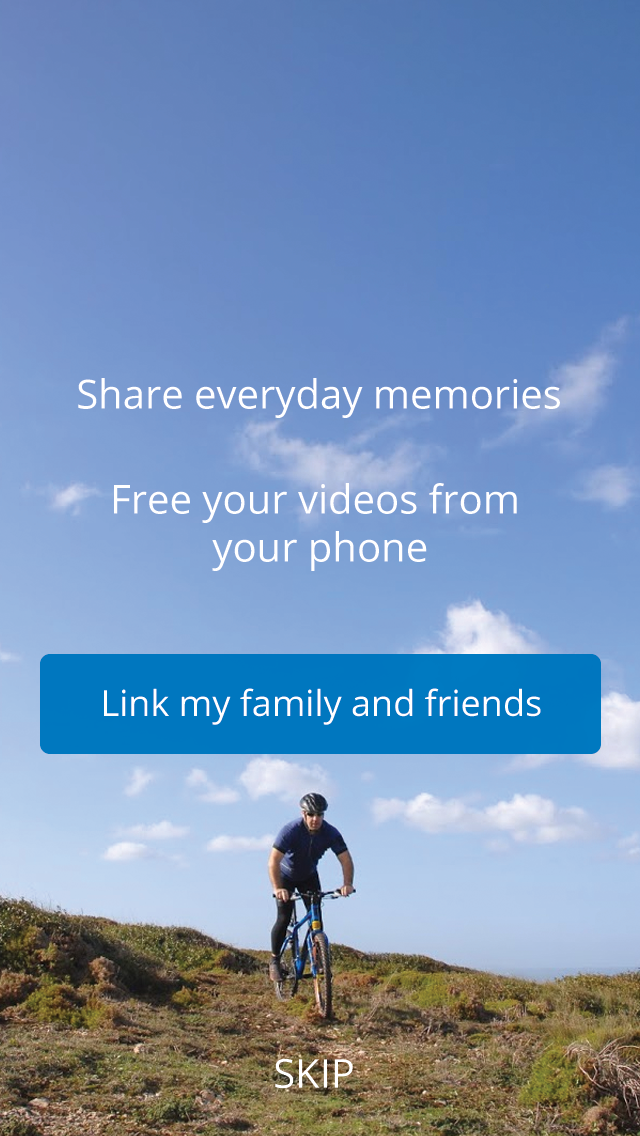 Share everyday memories
Free your videos from
your phone
Link my family and friends
SKIP